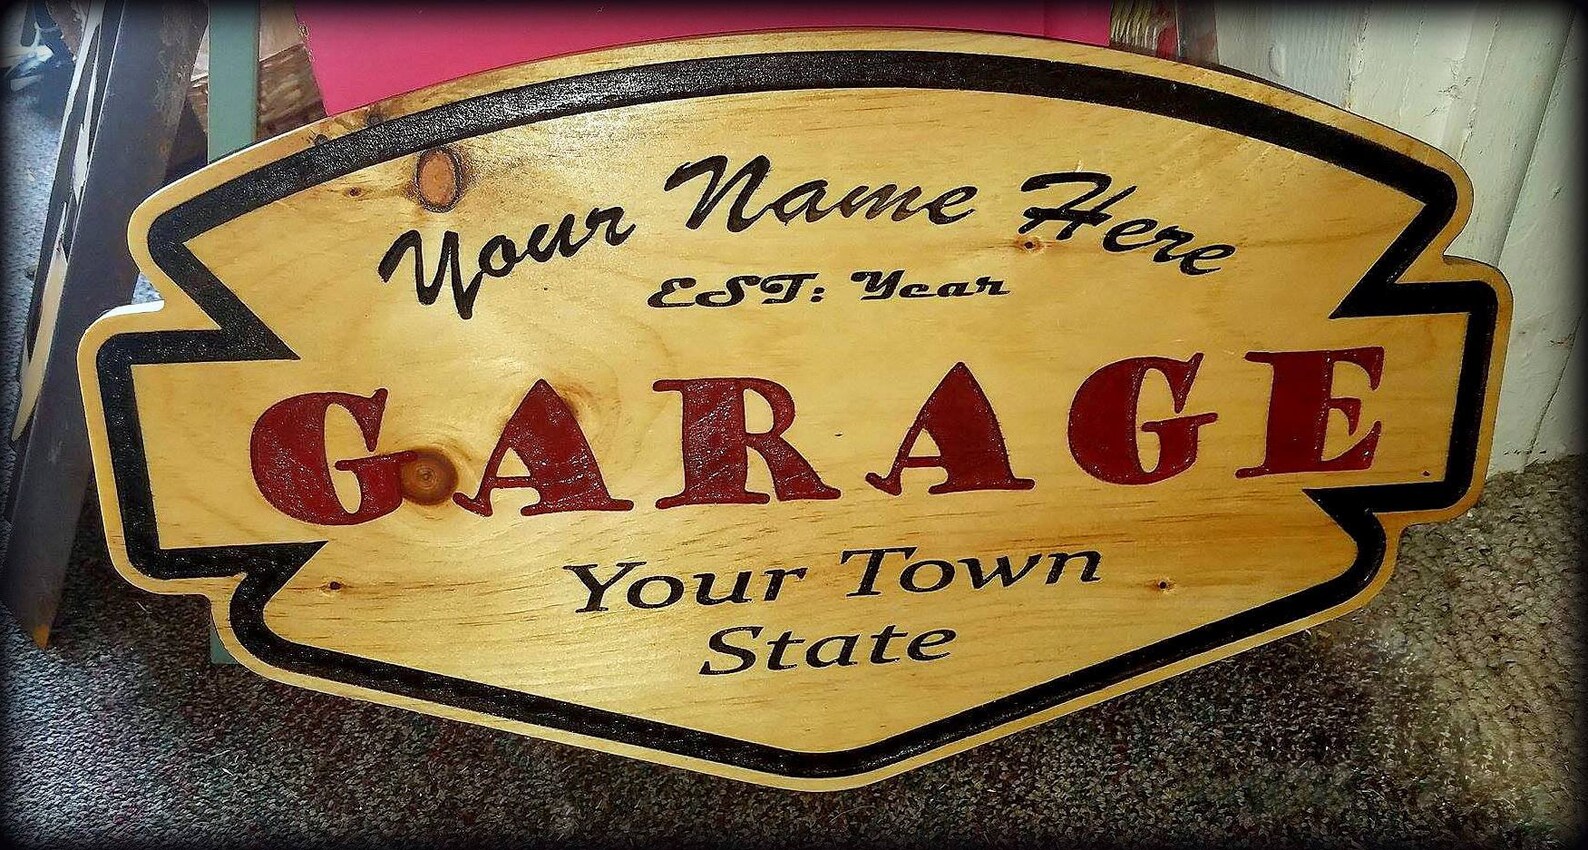 Your Name Here
EST: Year
GARAGE
Your Town
State